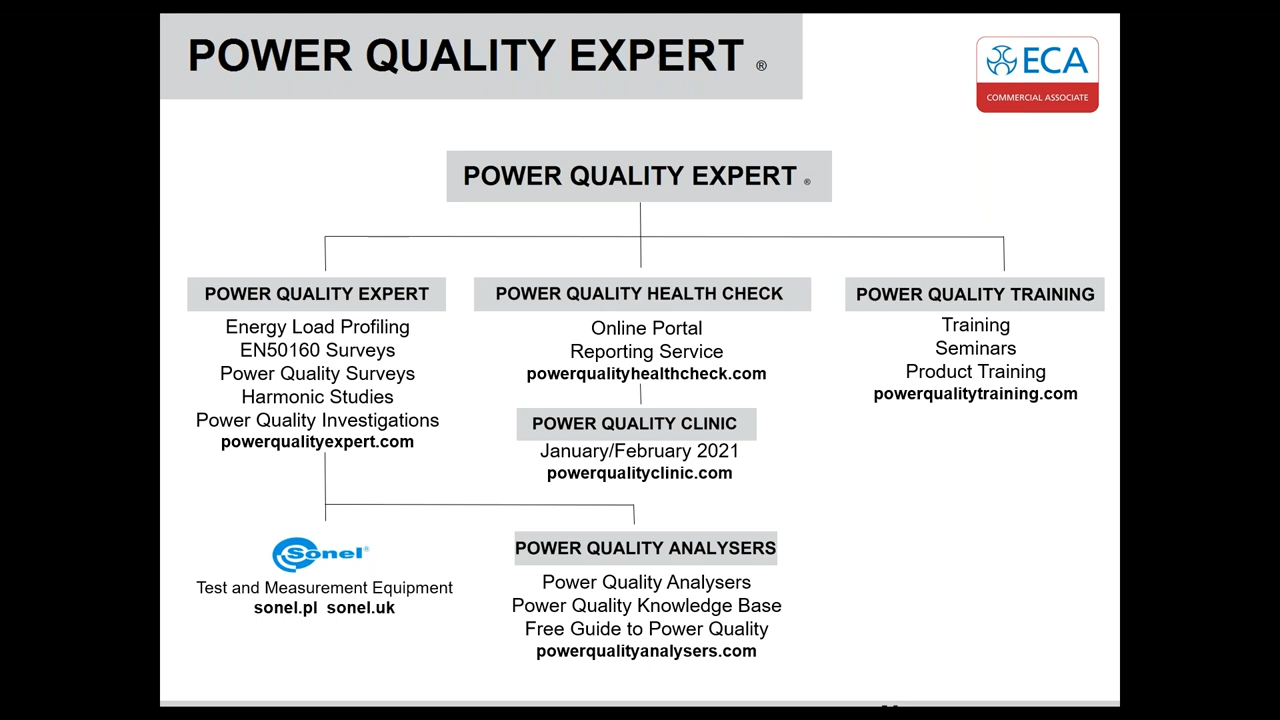 POWER QUALITY EXPERT ®
ECA
COMMERCIAL ASSOCIATE
POWER QUALITY EXPERT ®
POWER QUALITY EXPERT
Energy Load Profiling
EN50160 Surveys
Power Quality Surveys
Harmonic Studies
Power Quality Investigations
powerqualityexpert.com
POWER QUALITY HEALTH CHECK
Online Portal
Reporting Service
powerqualityhealthcheck.com
POWER QUALITY CLINIC
January/February 2021
powerqualityclinic.com
POWER QUALITY TRAINING
Training
Seminars
Product Training
powerqualitytraining.com
Sonel®
Test and Measurement Equipment
sonel.pl sonel.uk
POWER QUALITY ANALYSERS
Power Quality Analysers
Power Quality Knowledge Base
Free Guide to Power Quality
powerqualityanalysers.com